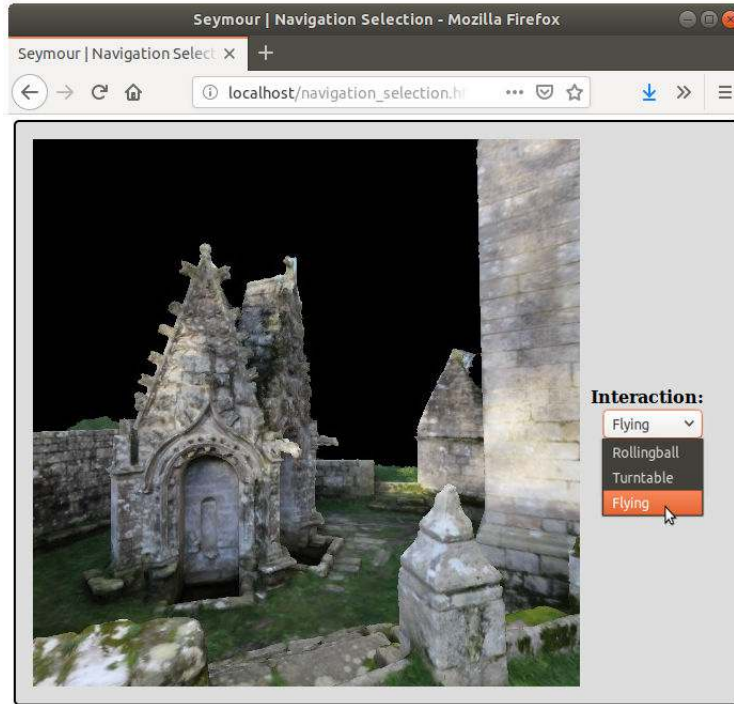 Seymour | Navigation Selection - Mozilla Firefox
Seymour | Navigation Select
localhost/navigation_selection.h
Interaction:
Flying
Rollingball
Turntable
Flying